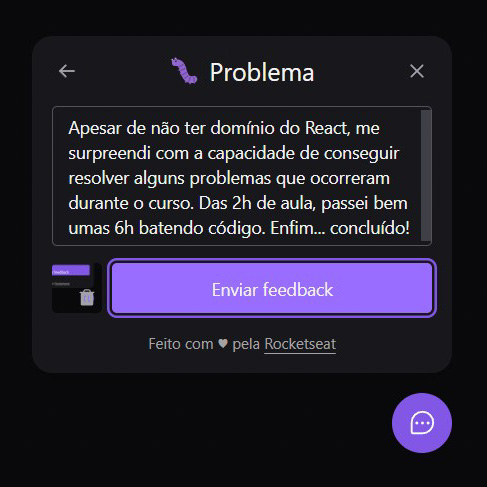 Problema
Apesar de não ter domínio do React, me
surpreendi com a capacidade de conseguir
resolver alguns problemas que ocorreram
durante o curso. Das 2h de aula, passei bem
umas 6h batendo código. Enfim... concluído!
Enviar feedback
Feito com ♥ pela Rocketseat